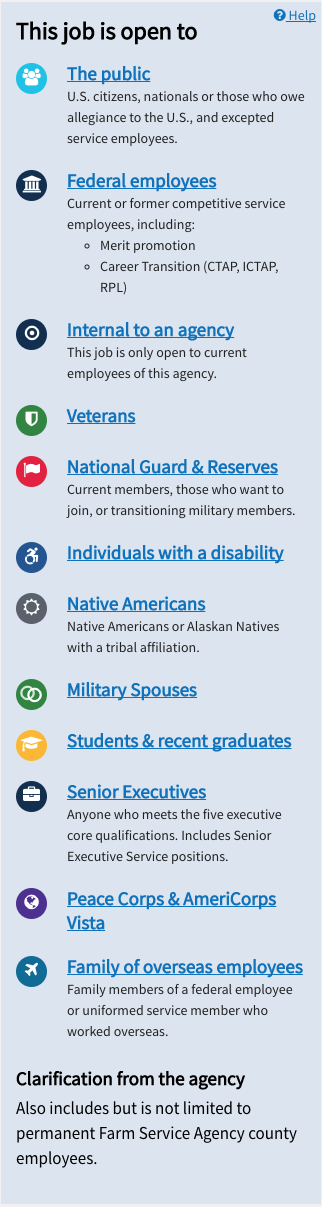 Help
This job is open to
The public
U.S. citizens, nationals or those who owe
allegiance to the U.S., and excepted
service employees.
Federal employees
Current or former competitive service
employees, including:
Merit promotion
Career Transition (CTAP, ICTAP,
RPL)
Internal to an agency
This job is only open to current
employees of this agency.
Veterans
National Guard & Reserves
Current members, those who want to
join, or transitioning military members.
Individuals with a disability
Native Americans
Native Americans or Alaskan Natives
with a tribal affiliation.
Military Spouses
Students & recent graduates
Senior Executives
Anyone who meets the five executive
core qualifications. Includes Senior
Executive Service positions.
Peace Corps & AmeriCorps
Vista
Family of overseas employees
Family members of a federal employee
or uniformed service member who
worked overseas.
Clarification from the agency
Also includes but is not limited to
permanent Farm Service Agency county
employees.